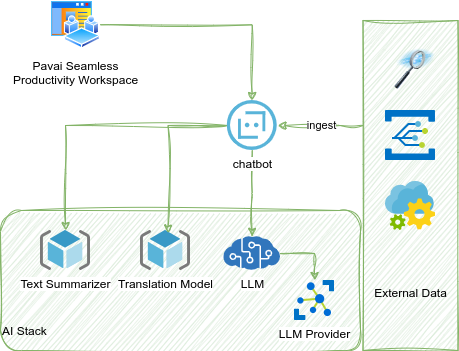 Pavai Seamless
Productivity Workspace
ingest
chatbot
Text Summarizer
Translation Model
LLM
External Data
AI Stack
LLM Provider